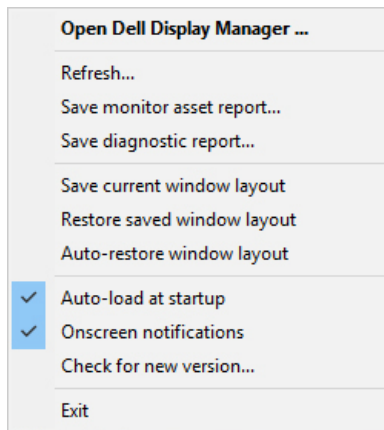 Open Dell Display Manager ...
Refresh...
Save monitor asset report...
Save diagnostic report...
Save current window layout
Restore saved window layout
Auto-restore window layout
Auto-load at startup
Onscreen notifications
Check for new version...
Exit